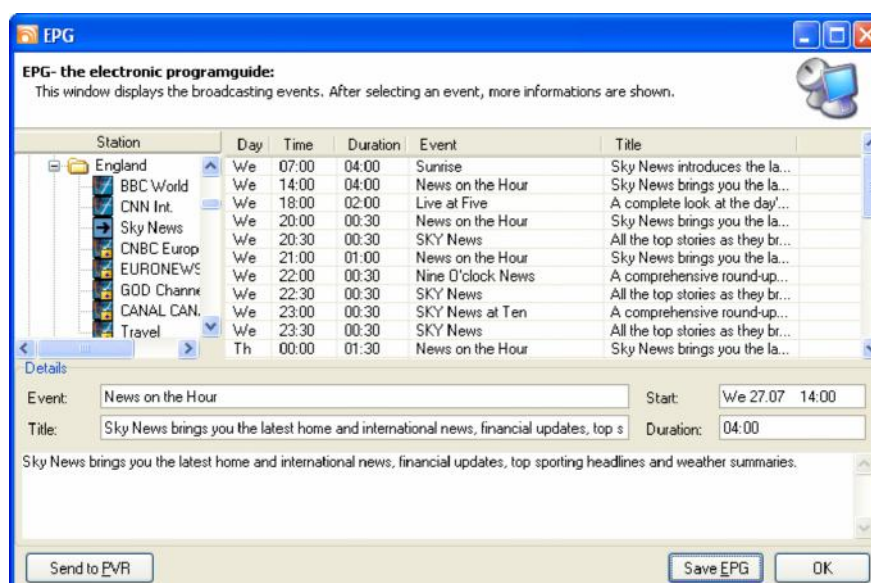 EPG
EPG- the electronic programguide:
This window displays the broadcasting events. After selecting an event, more informations are shown.
Station Day Time Duration Event Title
England
BBC World
CNN Int.
Sky News
CNBC Europ
EURONEWS
GOD Channe
CANAL CAN.
Travel
We 07:00 04:00 Sunrise Sky News introduces the la...
We 14:00 04:00 News on the Hour Sky News brings you the la...
We 18:00 02:00 Live at Five A complete look at the day'...
We 20:00 00:30 News on the Hour Sky News brings you the la...
We 20:30 00:30 SKY News All the top stories as they br...
We 21:00 01:00 News on the Hour Sky News brings you the la...
We 22:00 00:30 Nine O'clock News A comprehensive round-up...
We 22:30 00:30 SKY News All the top stories as they br...
We 23:00 00:30 SKY News at Ten A comprehensive round-up...
We 23:30 00:30 SKY News All the top stories as they br...
Th 00:00 01:30 News on the Hour Sky News brings you the la...
Details
Event: News on the Hour Start: We 27.07 14:00
Title: Sky News brings you the latest home and international news, financial updates, top s Duration: 04:00
Sky News brings you the latest home and international news, financial updates, top sporting headlines and weather summaries.
Send to PVR Save EPG OK